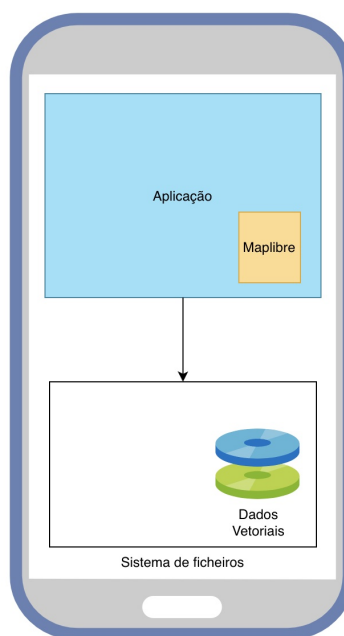 Aplicação
Maplibre
Dados
Vetoriais
Sistema de ficheiros